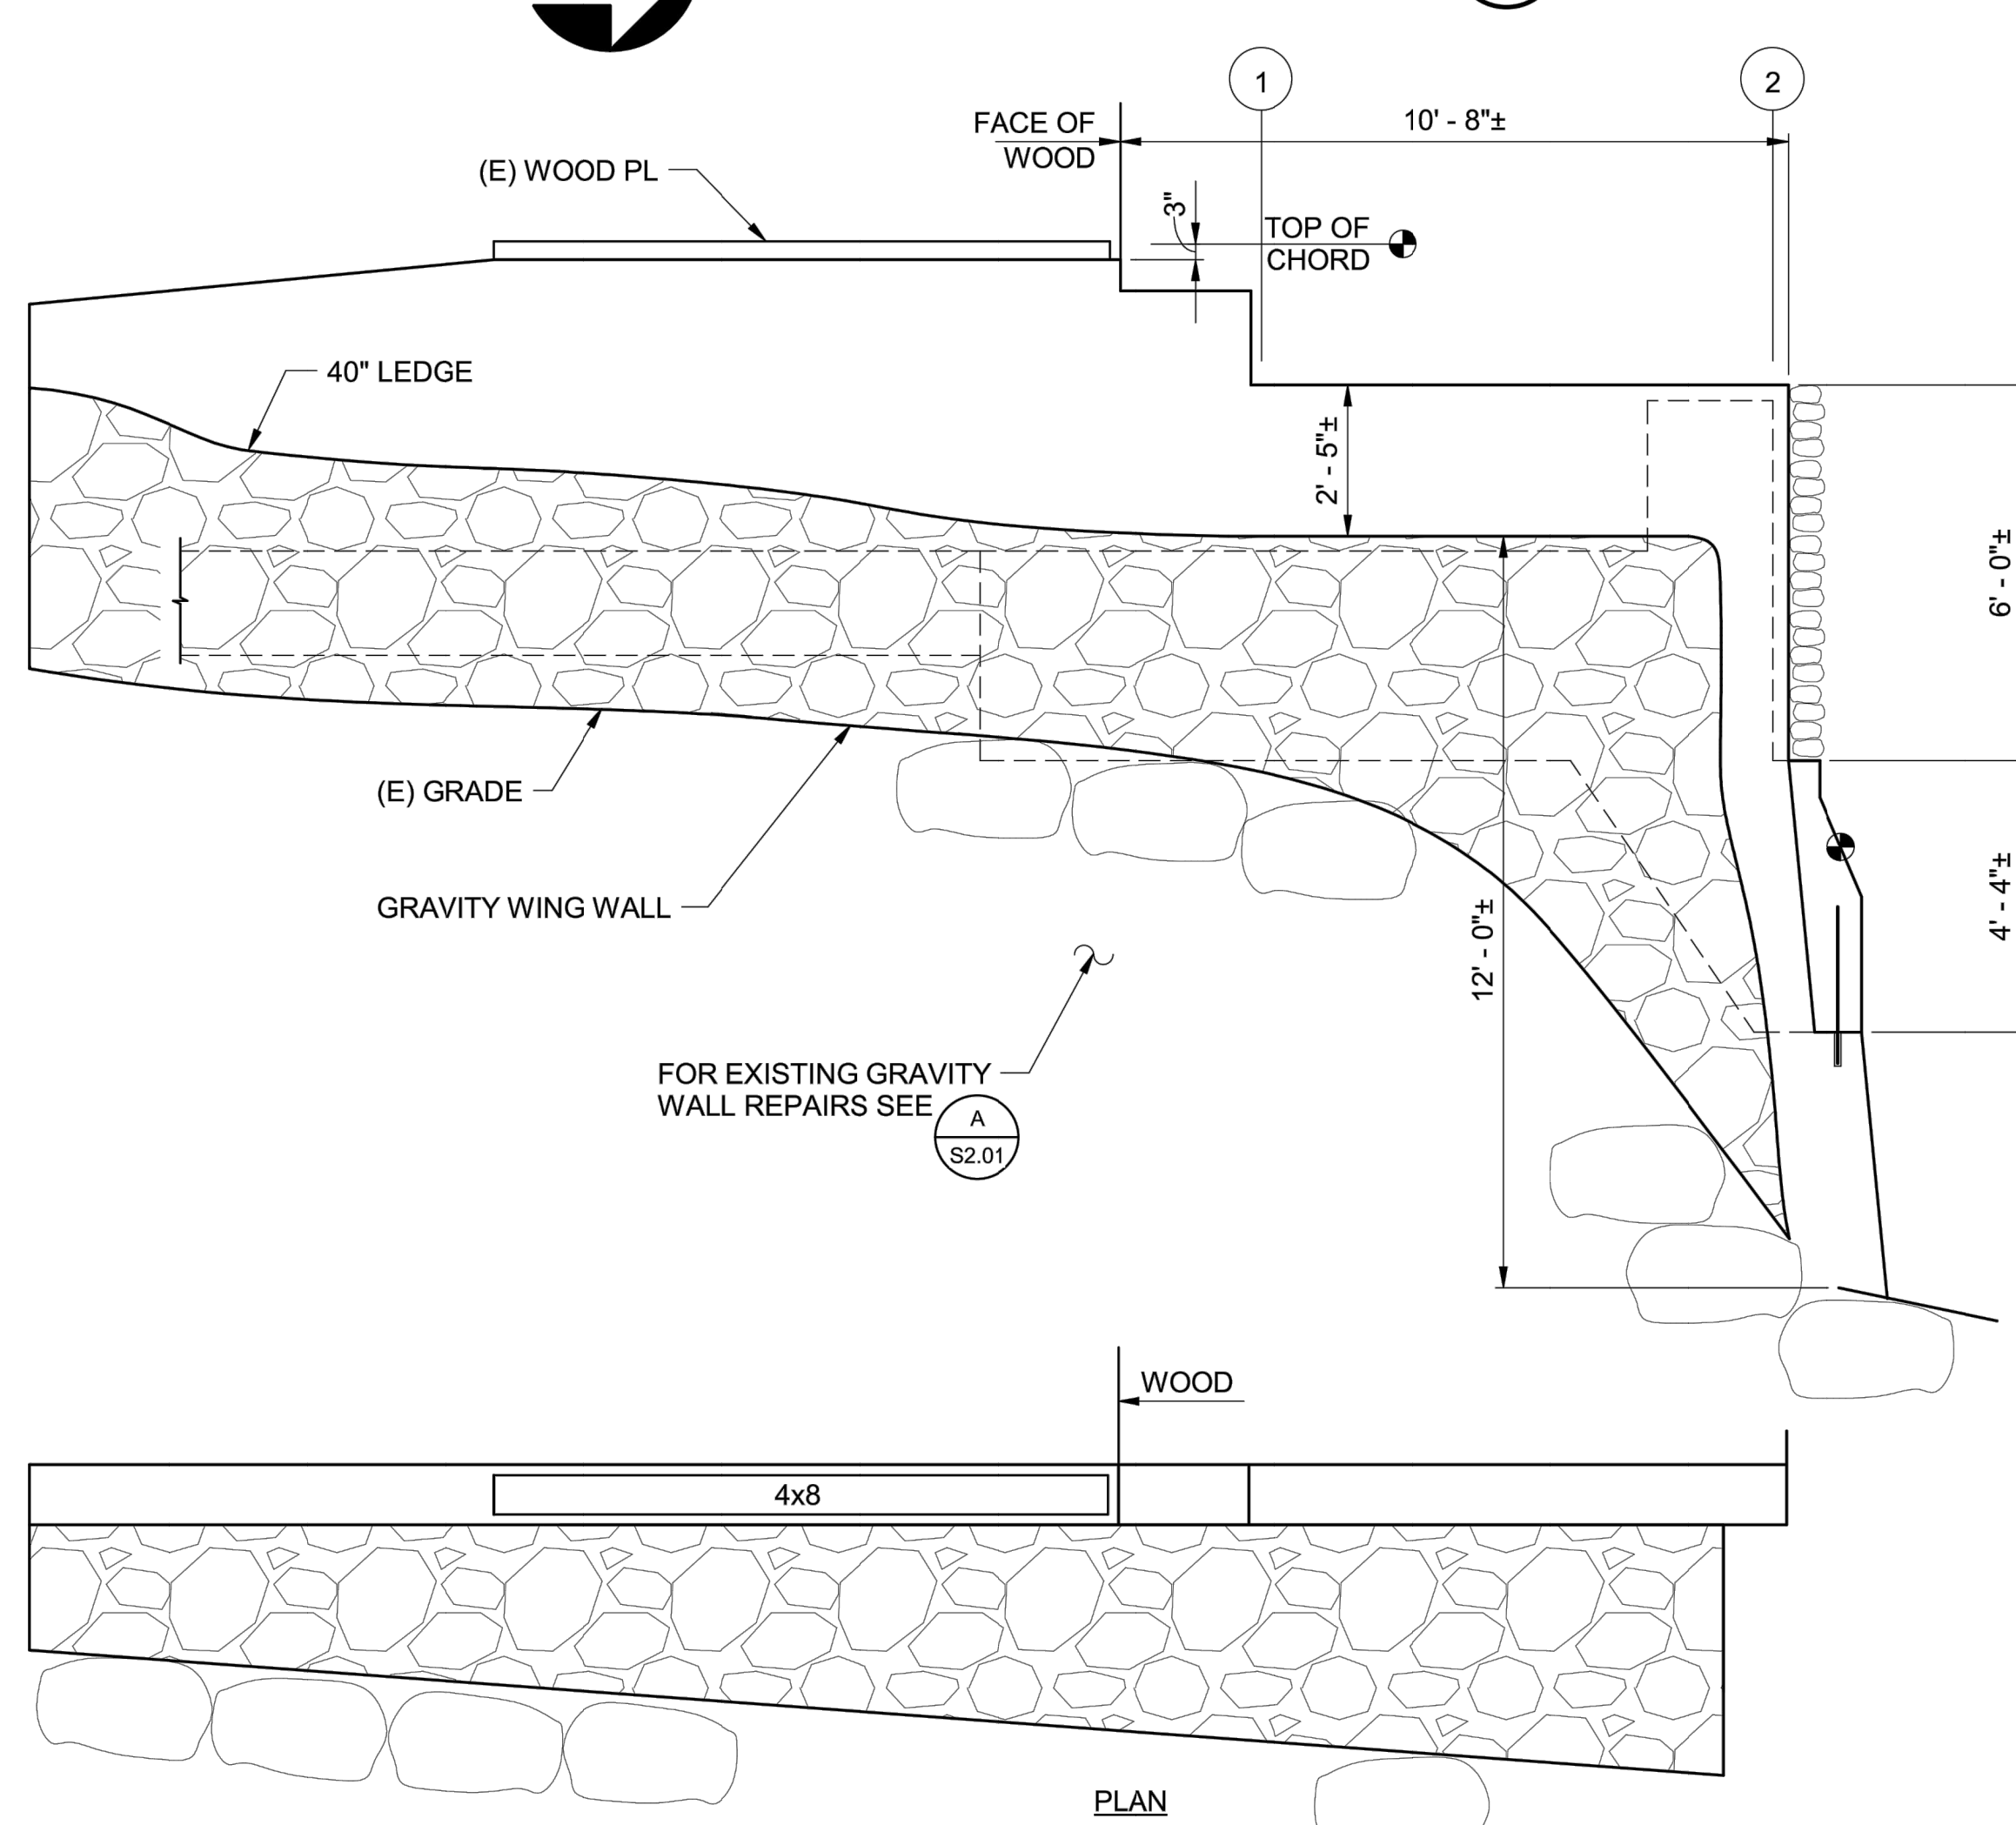 1
2
FACE OF
WOOD
10' - 8"±
(E) WOOD PL
3"
TOP OF
CHORD
40" LEDGE
2' - 5"±
6' - 0"±
(E) GRADE
GRAVITY WING WALL
12' - 0"±
4' - 4"±
FOR EXISTING GRAVITY
WALL REPAIRS SEE
A
S2.01
WOOD
4x8
PLAN